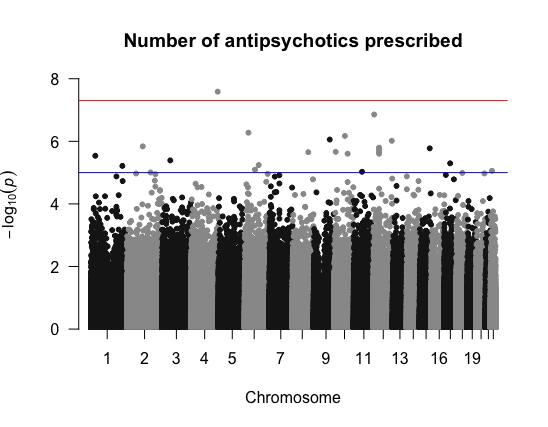 Number of antipsychotics prescribed
8
6
4
2
0
−log10(p)
1 2 3 4 5 7 9 11 13 16 19
Chromosome